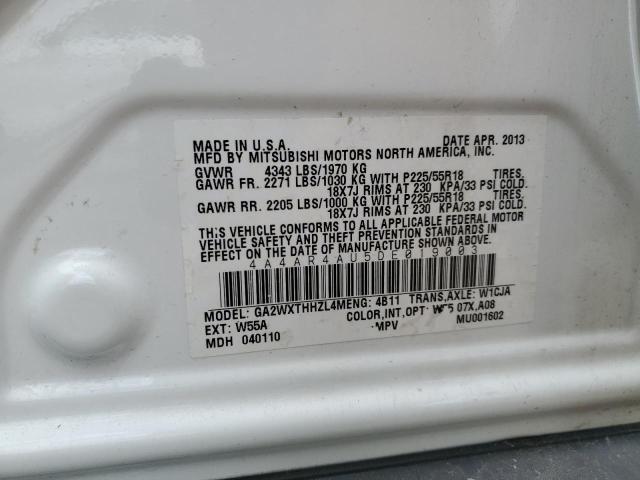 MADE IN U.S.A. DATE APR. 2013
MFD BY MITSUBISHI MOTORS NORTH AMERICA, INC.
GVWR 4343 LBS/1970 KG
GAWR FR. 2271 LBS/1030 KG WITH P225/55R18 TIRES.
18X7J RIMS AT 230 KPA/33 PSI COLD.
GAWR RR. 2205 LBS/1000 KG WITH P225/55R18 TIRES.
18X7J RIMS AT 230 KPA/33 PSI COLD.
THIS VEHICLE CONFORMS TO ALL APPLICABLE FEDERAL MOTOR
VEHICLE SAFETY AND THEFT PREVENTION STANDARDS IN
EFFECT ON THE DATE OF MANUFACTURE SHOWN ABOVE.
4A4AR4AU5DE019003
MODEL: GA2WXTHHZL4MENG: 4B11 TRANS,AXLE: W1CJA
EXT: W55A COLOR,INT,OPT: 07X,A08
MDH 040110 MPV MU001602